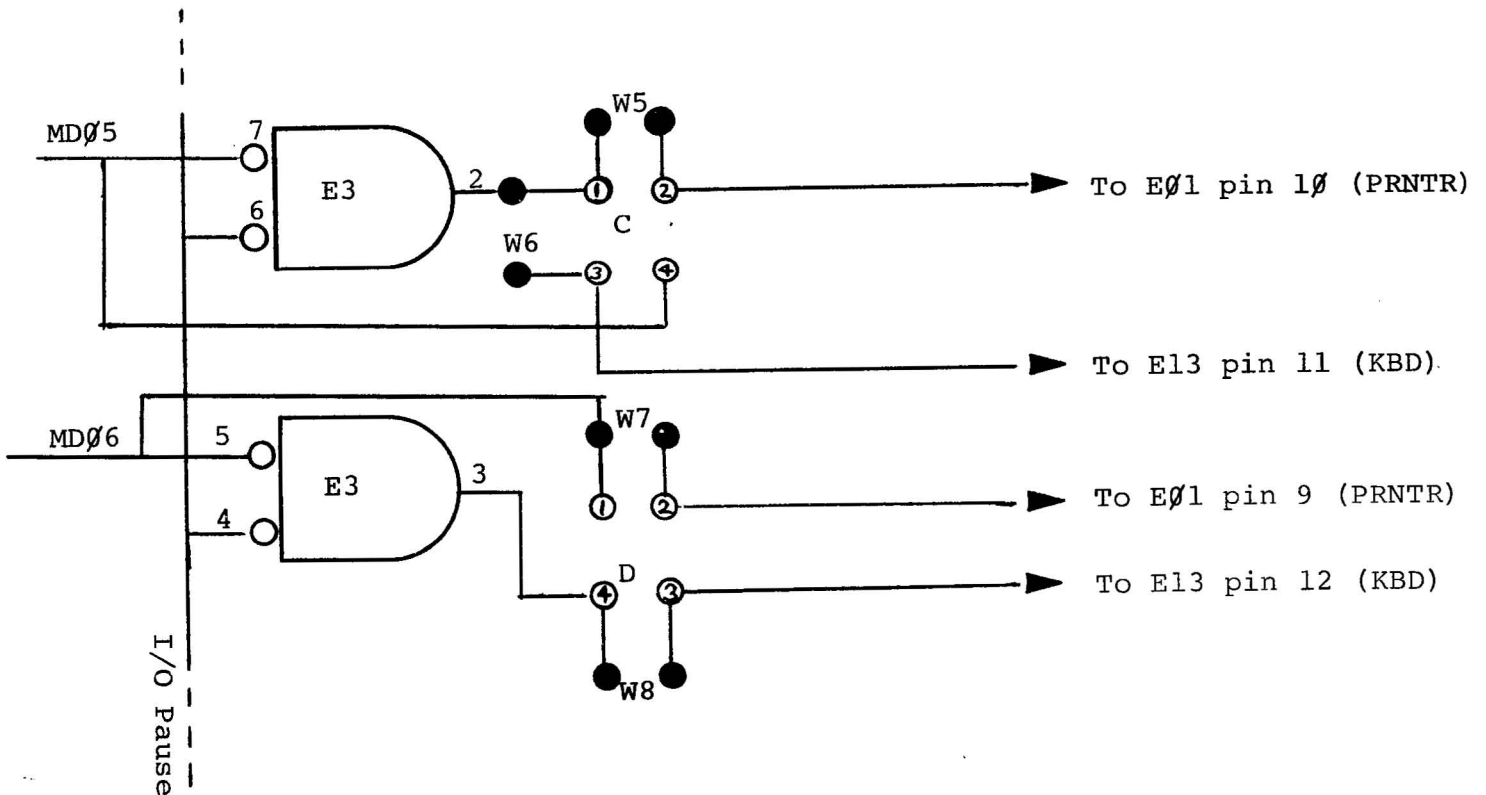 MDØ5
7
E3
2
6
W5
1
2
To EØ1 pin 1Ø (PRNTR)
C
W6
3
4
To E13 pin 11 (KBD)
MDØ6
5
E3
3
4
W7
1
2
To EØ1 pin 9 (PRNTR)
D
4
3
To E13 pin 12 (KBD)
W8
I/O Pause